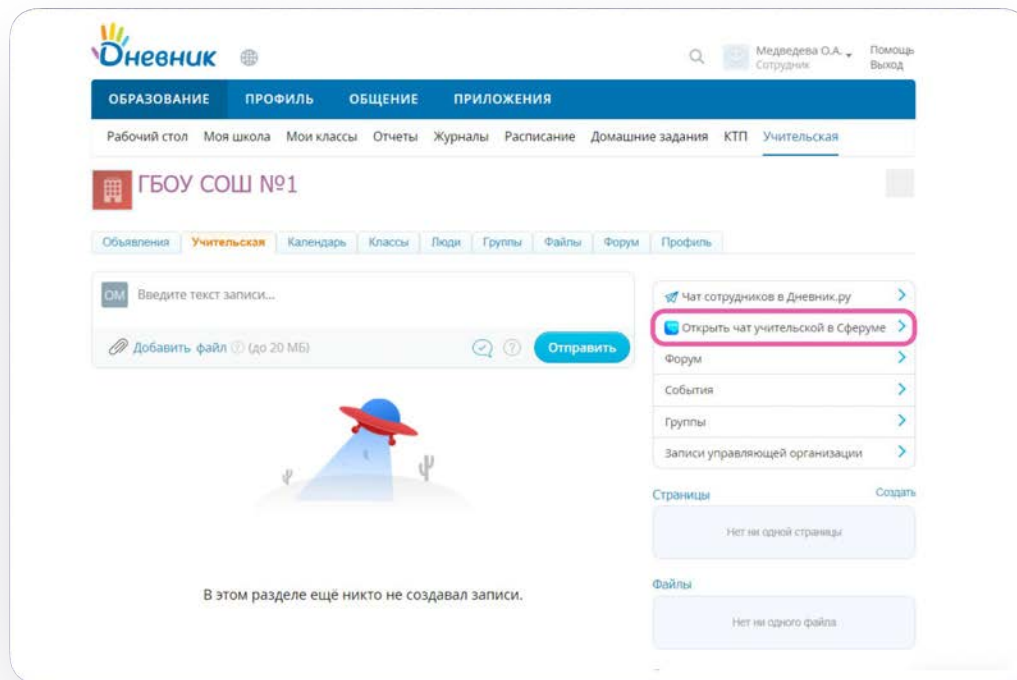 Дневник
Медведева О.А.
Сотрудник
Помощь
Выход
ОБРАЗОВАНИЕ ПРОФИЛЬ ОБЩЕНИЕ ПРИЛОЖЕНИЯ
Рабочий стол Моя школа Мои классы Отчеты Журналы Расписание Домашние задания КТП Учительская
ГБОУ СОШ №1
Объявления Учительская Календарь Классы Люди Группы Файлы Форум Профиль
ОМ Введите текст записи...
Добавить файл ? (до 20 МБ) ? Отправить
В этом разделе ещё никто не создавал записи.
Чат сотрудников в Дневник.ру
Открыть чат учительской в Сферуме
Форум
События
Группы
Записи управляющей организации
Страницы Создать
Нет ни одной страницы
Файлы
Нет ни одного файла